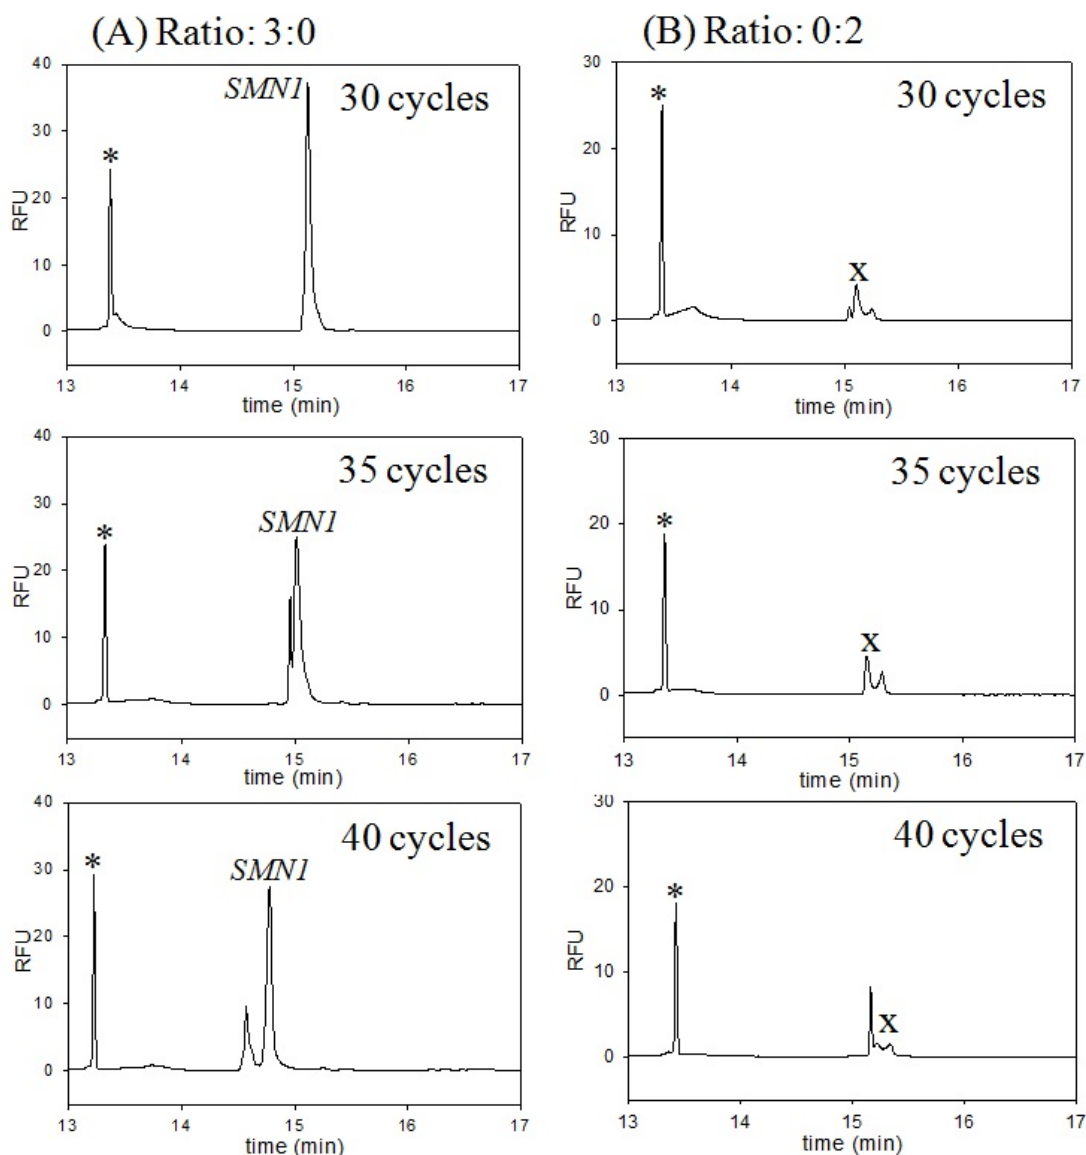 (A) Ratio: 3:0
40
SMN1
30 cycles
30
*
20
RFU
10
0
13 14 15 16 17
time (min)
(B) Ratio: 0:2
30
30 cycles
*
20
RFU
10
x
0
13 14 15 16 17
time (min)
40
35 cycles
30
*
SMN1
20
RFU
10
0
13 14 15 16 17
time (min)
30
35 cycles
20
*
RFU
10
x
0
13 14 15 16 17
time (min)
40
40 cycles
30
*
SMN1
20
RFU
10
0
13 14 15 16 17
time (min)
30
40 cycles
20
*
RFU
10
x
0
13 14 15 16 17
time (min)